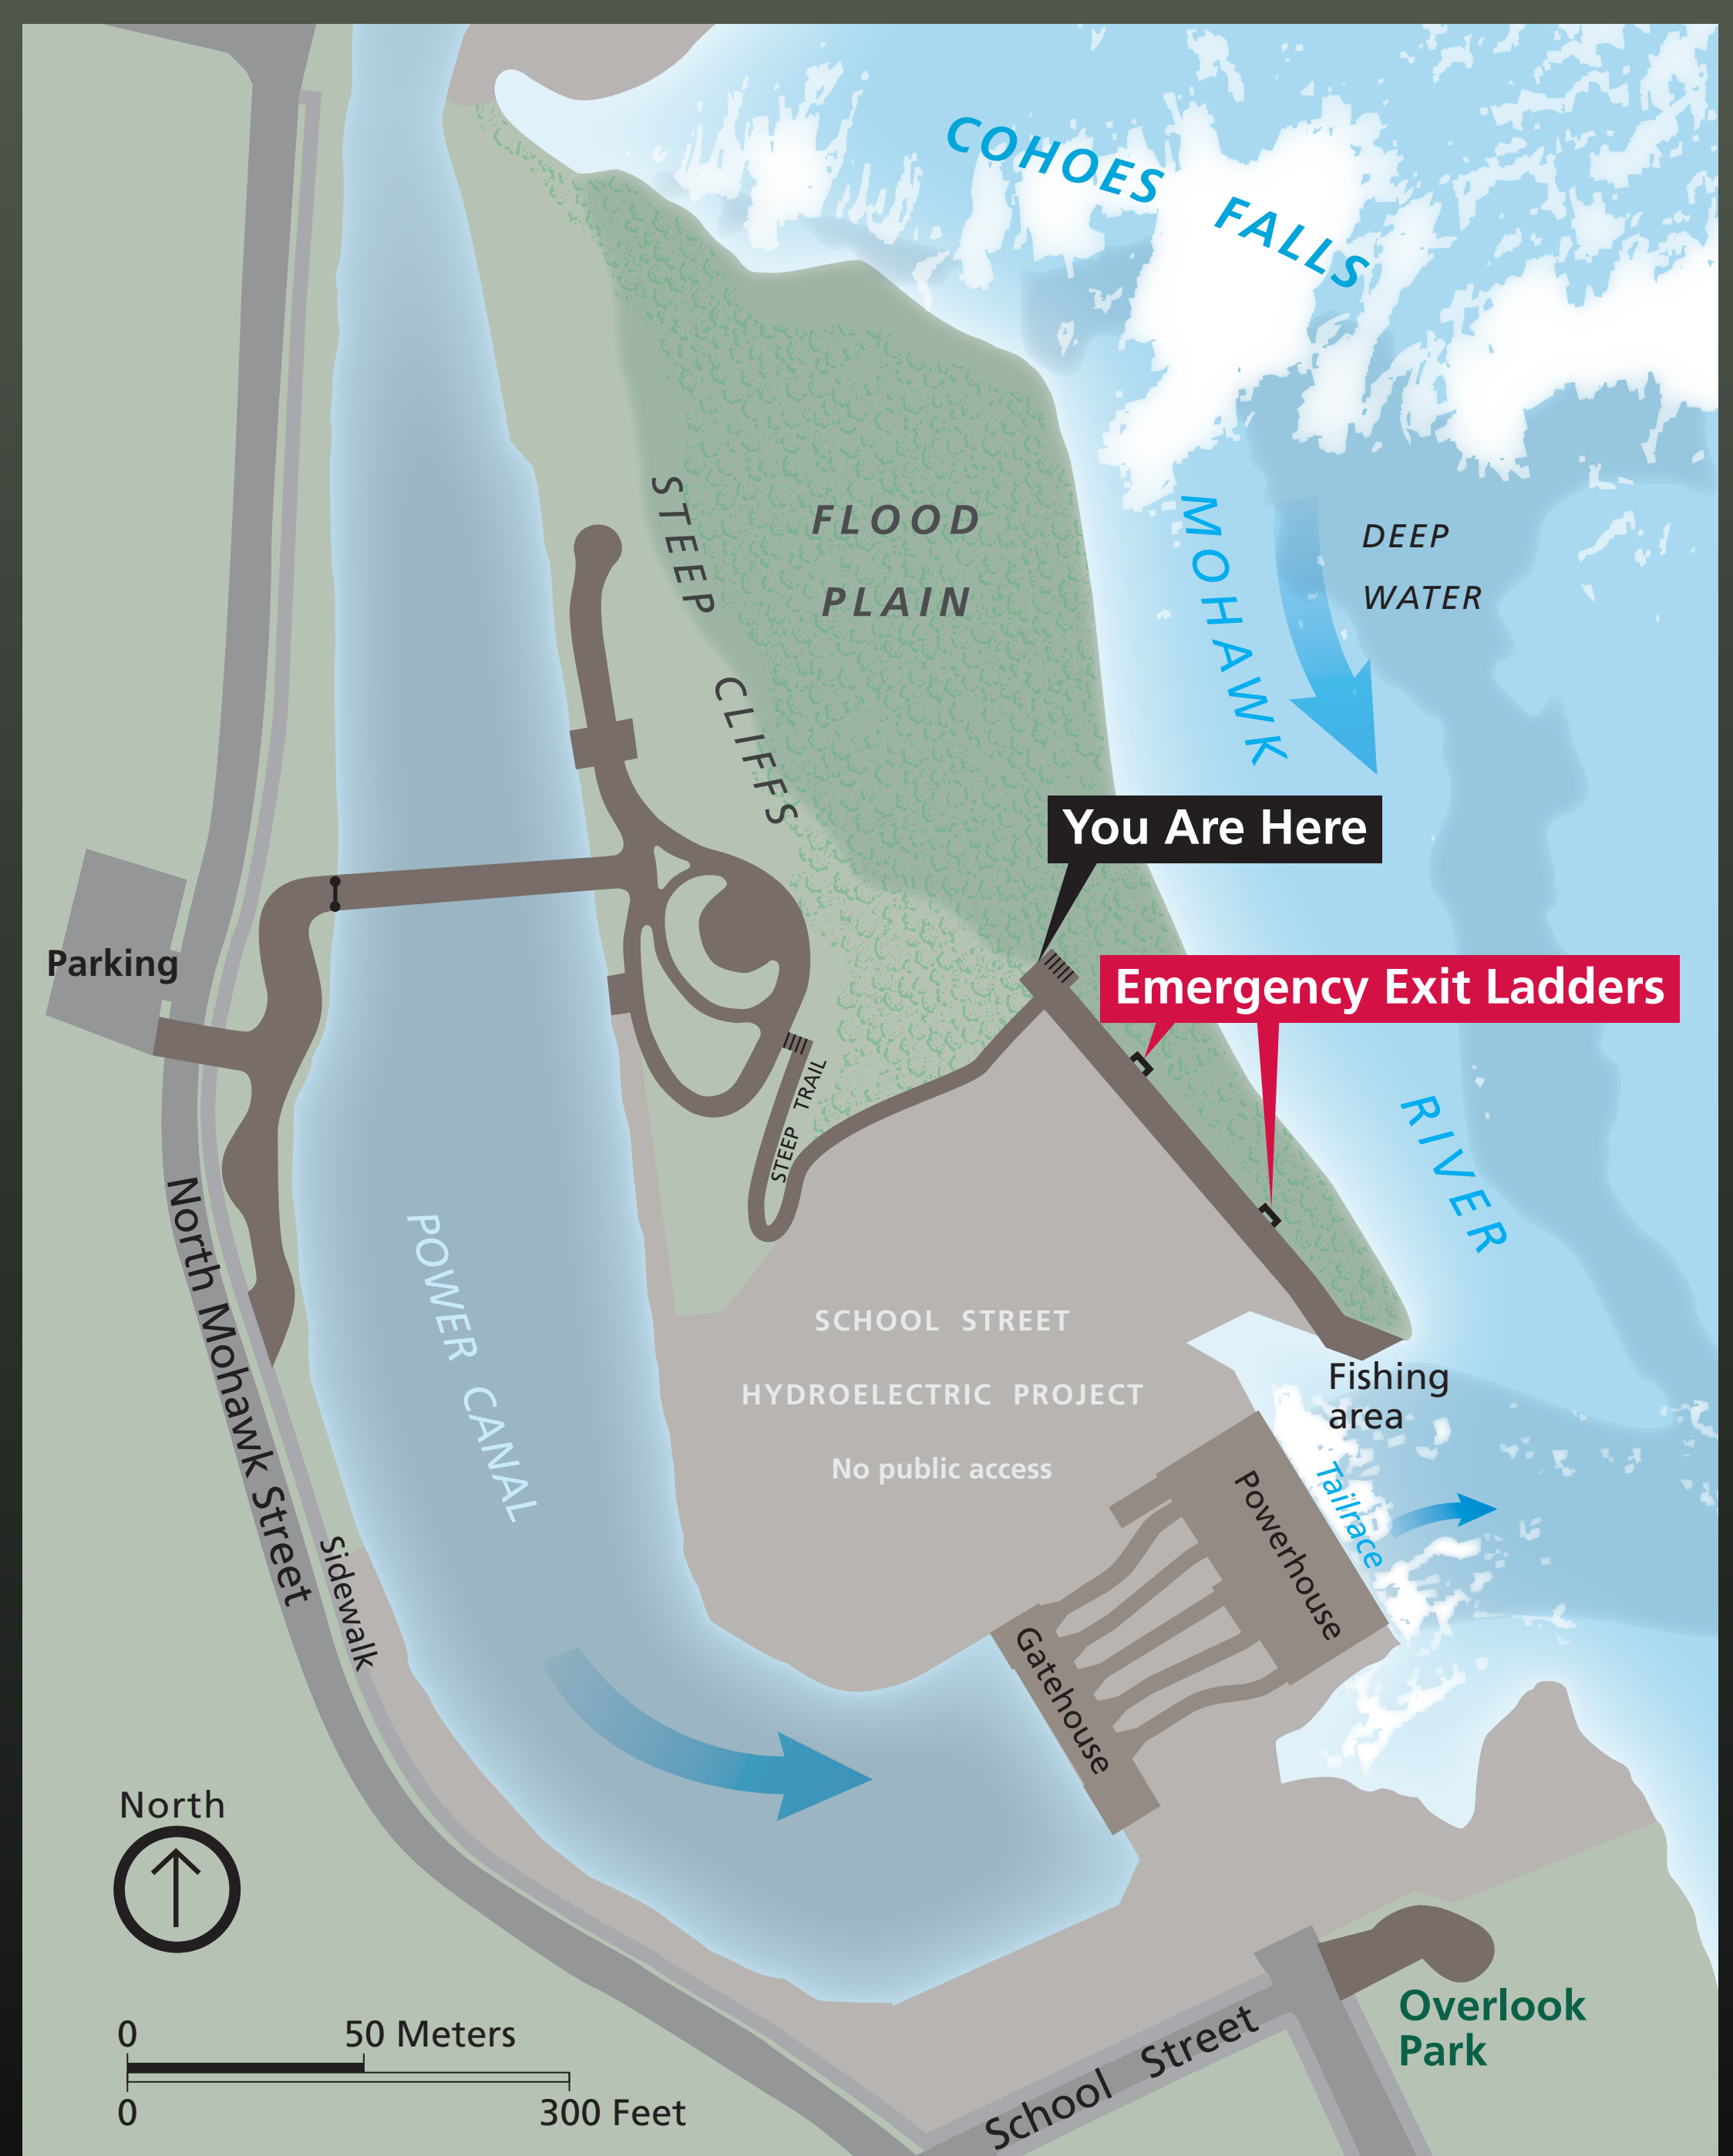 COHOES FALLS
STEEP CLIFFS
FLOOD
PLAIN
MOHAWK
RIVER
DEEP
WATER
You Are Here
Parking
Emergency Exit Ladders
STEEP TRAIL
North Mohawk Street
POWER CANAL
SCHOOL STREET
HYDROELECTRIC PROJECT
No public access
Fishing
area
Tailrace
Powerhouse
Gatehouse
Sidewalk
North
Overlook
Park
School Street
0 50 Meters
0 300 Feet